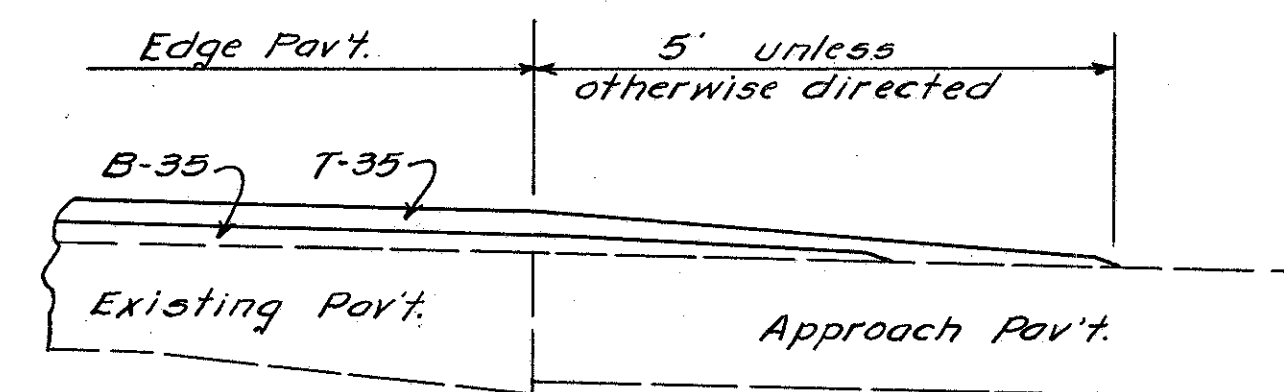 Edge Pav't.
5' unless
otherwise directed
B-35
T-35
Existing Pav't.
Approach Pav't.